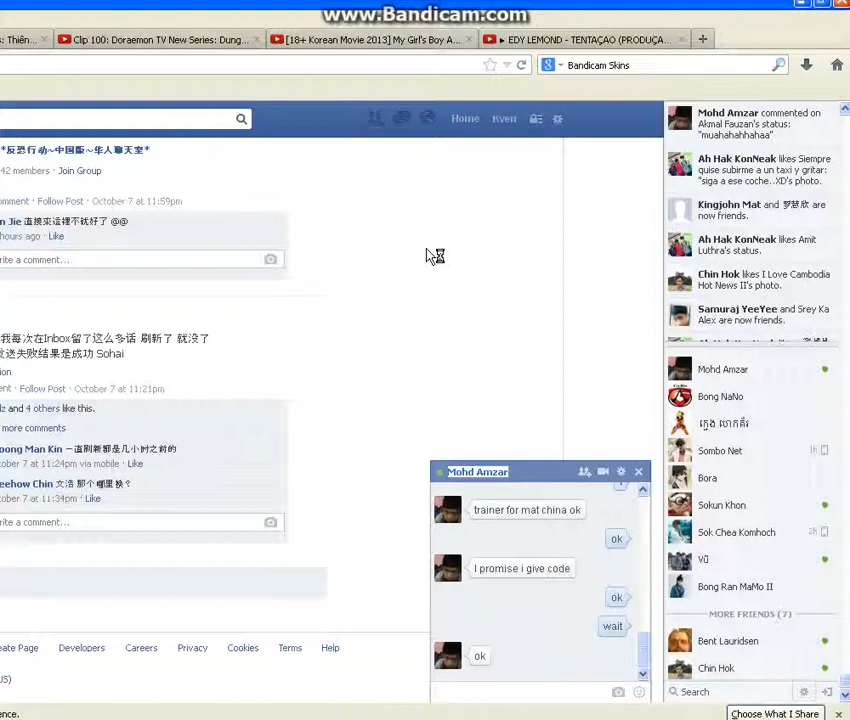 www.Bandicam.com
s: Thiên...
Clip 100: Doraemon TV New Series: Dung...
[18+ Korean Movie 2013] My Girl's Boy A...
► EDY LEMOND - TENTAÇAO (PRODUÇA...
Bandicam Skins
Home
Kven
*反恐行动~中国版~华人聊天室*
42 members · Join Group
omment · Follow Post · October 7 at 11:59pm
n Jie 直接來這裡不就好了 @@
hours ago · Like
rite a comment...
我每次在Inbox留了这么多话 刷新了 就没了
发送失败结果是成功 Sohai
ion
ent · Follow Post · October 7 at 11:21pm
dz and 4 others like this.
more comments
oong Man Kin 一直刷新都是几小时之前的
ctober 7 at 11:24pm via mobile · Like
eehow Chin 文洛 那个哪里换?
ctober 7 at 11:34pm · Like
rite a comment...
eate Page
Developers
Careers
Privacy
Cookies
Terms
Help
US)
ence.
Mohd Amzar
trainer for mat china ok
ok
I promise i give code
ok
wait
ok
Mohd Amzar commented on
Akmal Fauzan's status:
"muahahahhahaa"
Ah Hak KonNeak likes Siempre
quise subirme a un taxi y gritar:
"siga a ese coche..XD's photo.
Kingjohn Mat and 罗慧欣 are
now friends.
Ah Hak KonNeak likes Amit
Luthra's status.
Chin Hok likes I Love Cambodia
Hot News II's photo.
Samuraj YeeYee and Srey Ka
Alex are now friends.
Mohd Amzar
Bong NaNo
Sombo Net
1h
Bora
Sokun Khon
Sok Chea Komhoch
2h
Vũ
Bong Ran MaMo II
MORE FRIENDS (7)
Bent Lauridsen
Chin Hok
Search
Choose What I Share